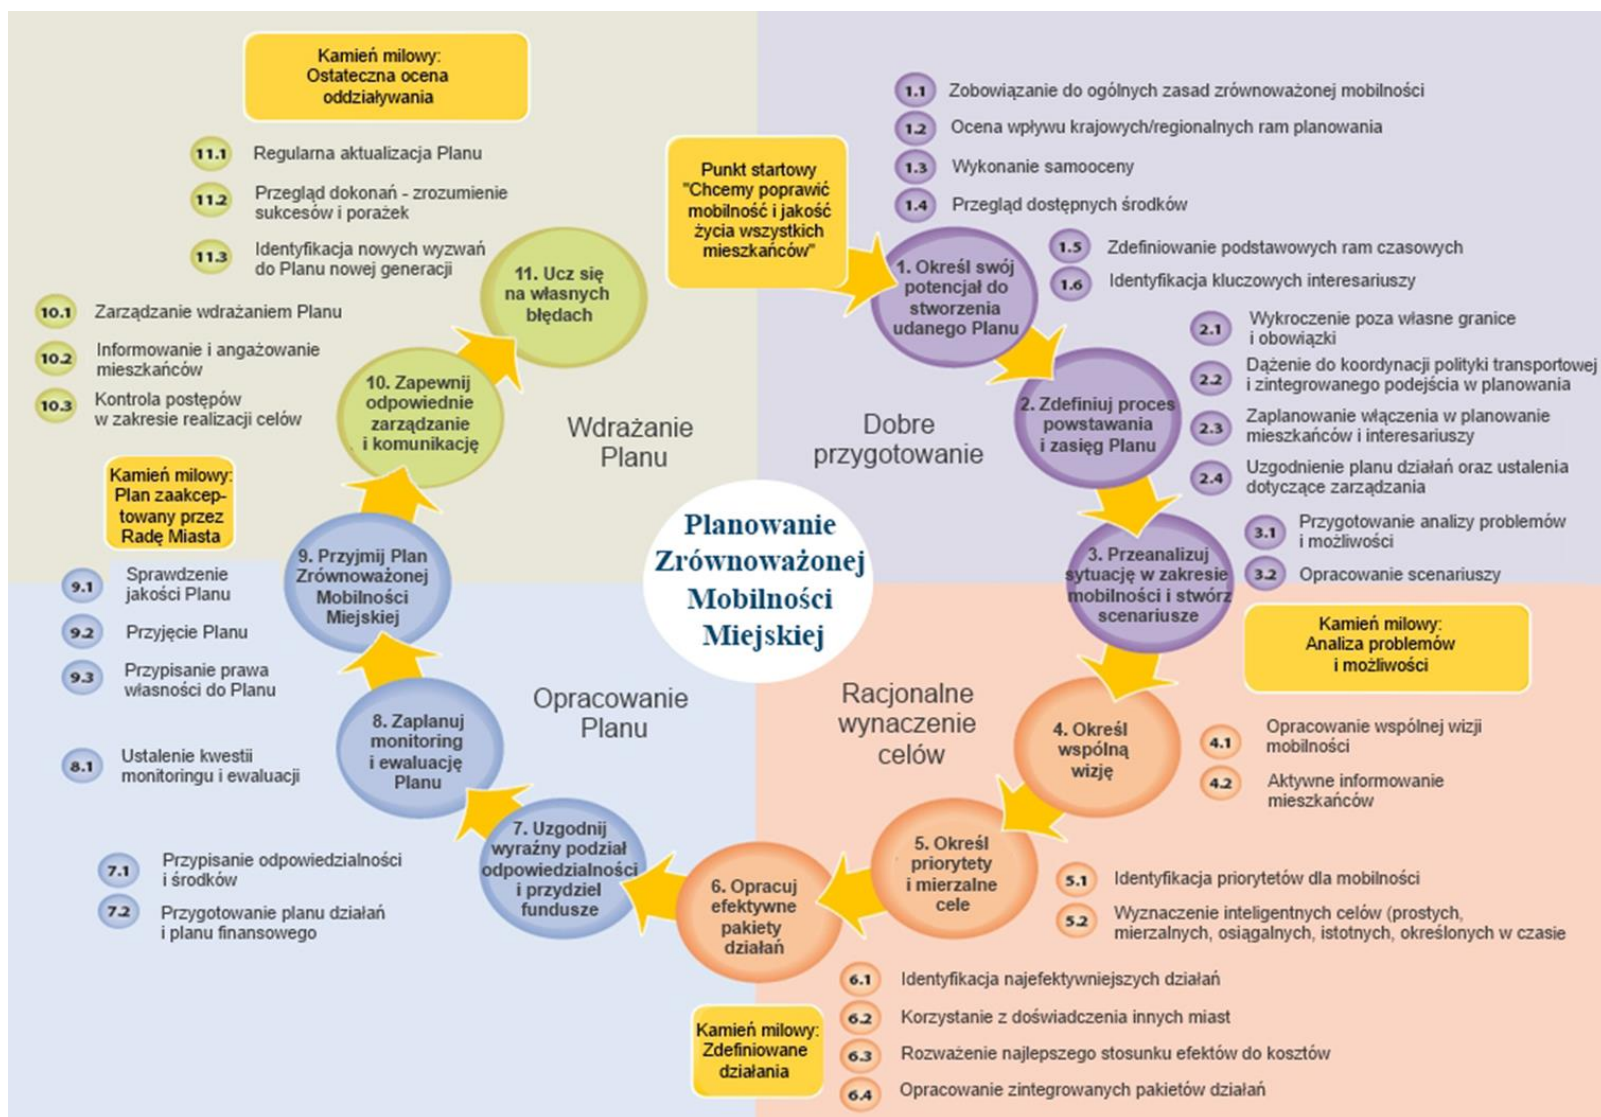 Kamień milowy:
Ostateczna ocena
oddziaływania
11.1 Regularna aktualizacja Planu
11.2 Przegląd dokonań - zrozumienie
sukcesów i porażek
11.3 Identyfikacja nowych wyzwań
do Planu nowej generacji
10.1 Zarządzanie wdrażaniem Planu
10.2 Informowanie i angażowanie
mieszkańców
10.3 Kontrola postępów
w zakresie realizacji celów
Kamień milowy:
Plan zaakcep-
towany przez
Radę Miasta
11. Ucz się
na własnych
błędach
10. Zapewnij
odpowiednie
zarządzanie
i komunikację
Wdrażanie
Planu
Punkt startowy
"Chcemy poprawić
mobilność i jakość
życia wszystkich
mieszkańców"
1.1 Zobowiązanie do ogólnych zasad zrównoważonej mobilności
1.2 Ocena wpływu krajowych/regionalnych ram planowania
1.3 Wykonanie samooceny
1.4 Przegląd dostępnych środków
1.5 Zdefiniowanie podstawowych ram czasowych
1.6 Identyfikacja kluczowych interesariuszy
1. Określ swój
potencjał do
stworzenia
udanego Planu
2.1 Wykroczenie poza własne granice
i obowiązki
2.2 Dążenie do koordynacji polityki transportowej
i zintegrowanego podejścia w planowania
2.3 Zaplanowanie włączenia w planowanie
mieszkańców i interesariuszy
2.4 Uzgodnienie planu działań oraz ustalenia
dotyczące zarządzania
2. Zdefiniuj proces
powstawania
i zasięg Planu
Dobre
przygotowanie
3.1 Przygotowanie analizy problemów
i możliwości
3.2 Opracowanie scenariuszy
3. Przeanalizuj
sytuację w zakresie
mobilności i stwórz
scenariusze
Kamień milowy:
Analiza problemów
i możliwości
Planowanie
Zrównoważonej
Mobilności
Miejskiej
Racjonalne
wynaczenie
celów
4. Określ
wspólną
wizję
4.1 Opracowanie wspólnej wizji
mobilności
4.2 Aktywne informowanie
mieszkańców
5. Określ
priorytety
i mierzalne
cele
5.1 Identyfikacja priorytetów dla mobilności
5.2 Wyznaczenie inteligentnych celów (prostych,
mierzalnych, osiągalnych, istotnych, określonych w czasie
6. Opracuj
efektywne
pakiety
działań
6.1 Identyfikacja najefektywniejszych działań
6.2 Korzystanie z doświadczenia innych miast
6.3 Rozważenie najlepszego stosunku efektów do kosztów
6.4 Opracowanie zintegrowanych pakietów działań
Kamień milowy:
Zdefiniowane
działania
Opracowanie
Planu
7. Uzgodnij
wyraźny podział
odpowiedzialności
i przydziel
fundusze
7.1 Przypisanie odpowiedzialności
i środków
7.2 Przygotowanie planu działań
i planu finansowego
8. Zaplanuj
monitoring
i ewaluację
Planu
8.1 Ustalenie kwestii
monitoringu i ewaluacji
9. Przyjmij Plan
Zrównoważonej
Mobilności
Miejskiej
9.1 Sprawdzenie
jakości Planu
9.2 Przyjęcie Planu
9.3 Przypisanie prawa
własności do Planu